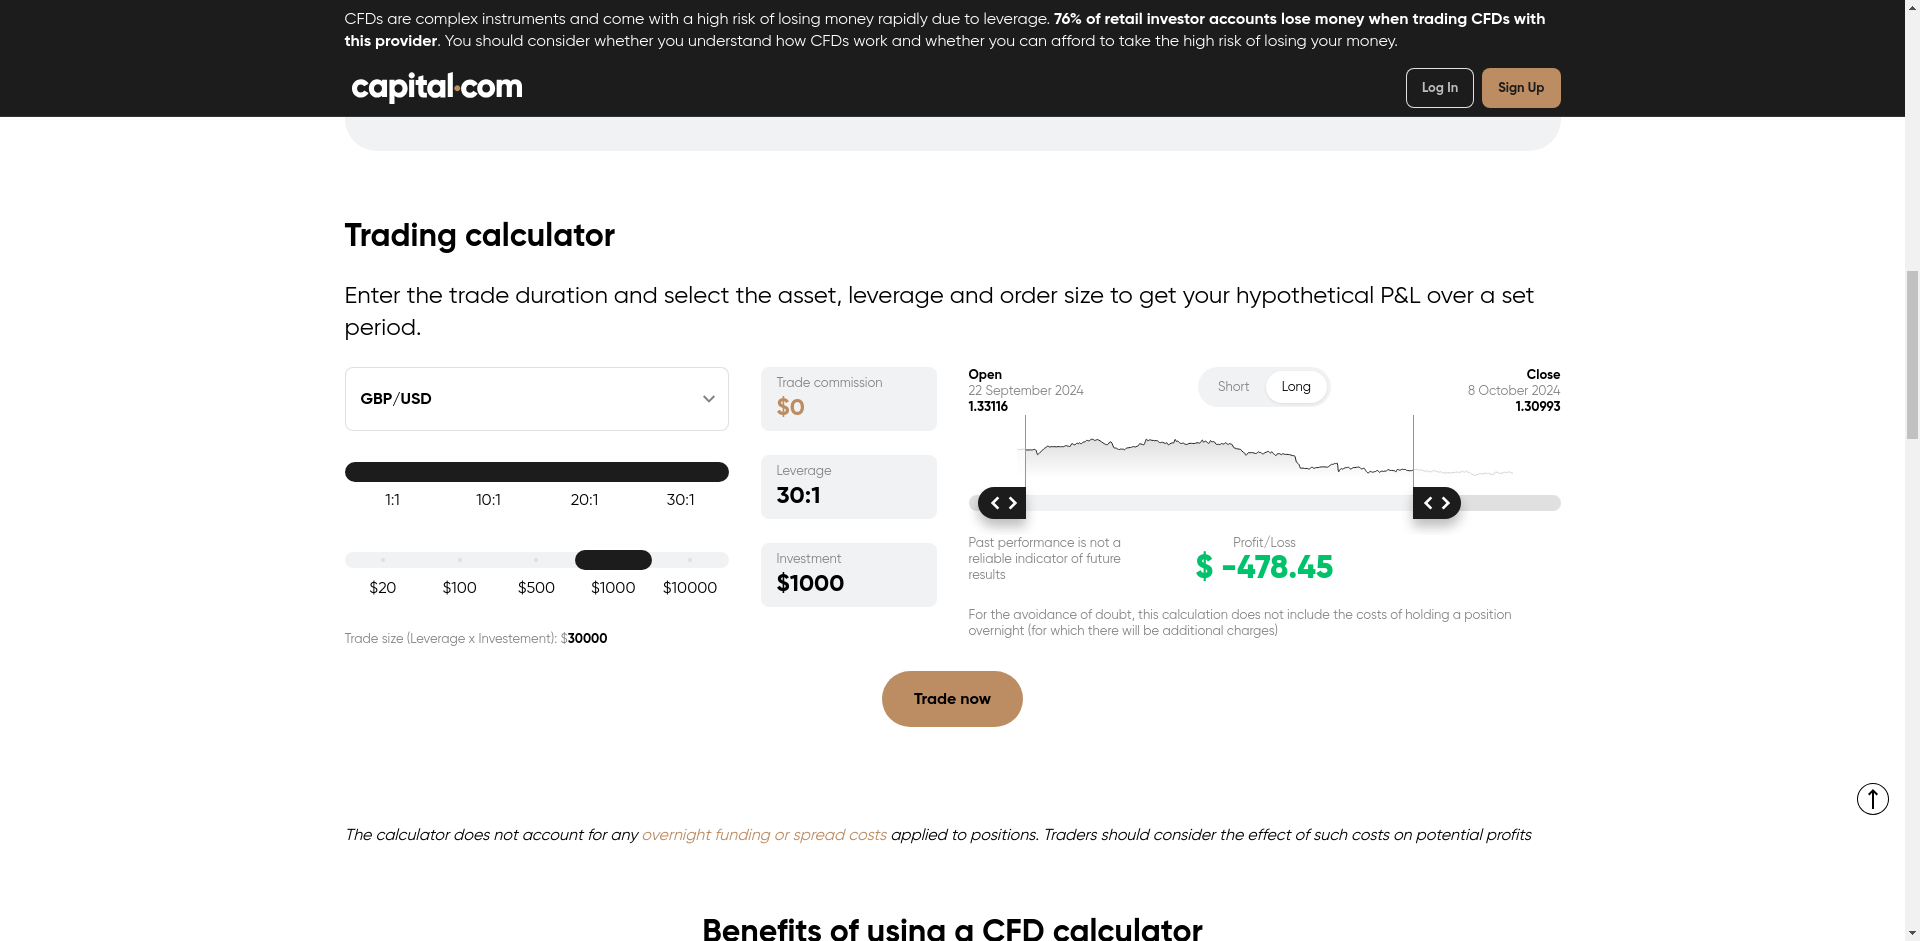 CFDs are complex instruments and come with a high risk of losing money rapidly due to leverage. 76% of retail investor accounts lose money when trading CFDs with
this provider. You should consider whether you understand how CFDs work and whether you can afford to take the high risk of losing your money.
capital.com
Log In
Sign Up
Trading calculator
Enter the trade duration and select the asset, leverage and order size to get your hypothetical P&L over a set
period.
GBP/USD
1:1 10:1 20:1 30:1
$20 $100 $500 $1000 $10000
Trade size (Leverage x Investement): $30000
Trade commission
$0
Leverage
30:1
Investment
$1000
Open
22 September 2024
1.33116
Short Long
Close
8 October 2024
1.30993
Past performance is not a
reliable indicator of future
results
Profit/Loss
$ -478.45
For the avoidance of doubt, this calculation does not include the costs of holding a position
overnight (for which there will be additional charges)
Trade now
The calculator does not account for any overnight funding or spread costs applied to positions. Traders should consider the effect of such costs on potential profits
Benefits of using a CFD calculator